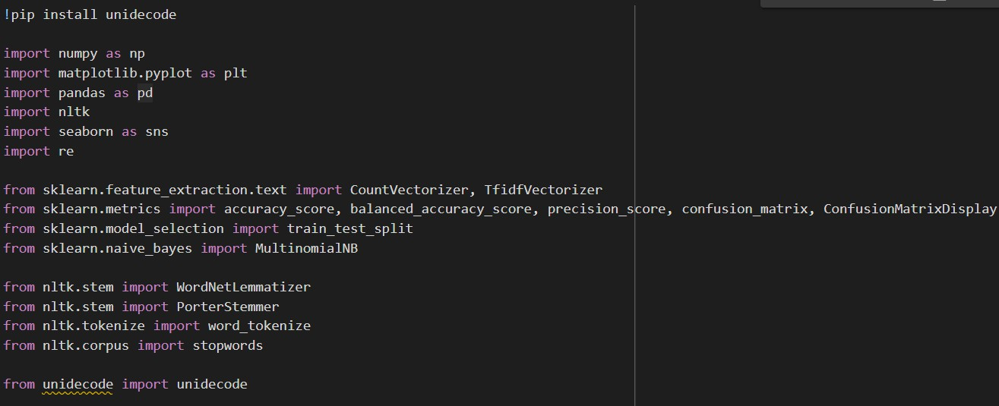 !pip install unidecode
import numpy as np
import matplotlib.pyplot as plt
import pandas as pd
import nltk
import seaborn as sns
import re
from sklearn.feature_extraction.text import CountVectorizer, TfidfVectorizer
from sklearn.metrics import accuracy_score, balanced_accuracy_score, precision_score, confusion_matrix, ConfusionMatrixDisplay
from sklearn.model_selection import train_test_split
from sklearn.naive_bayes import MultinomialNB
from nltk.stem import WordNetLemmatizer
from nltk.stem import PorterStemmer
from nltk.tokenize import word_tokenize
from nltk.corpus import stopwords
from unidecode import unidecode